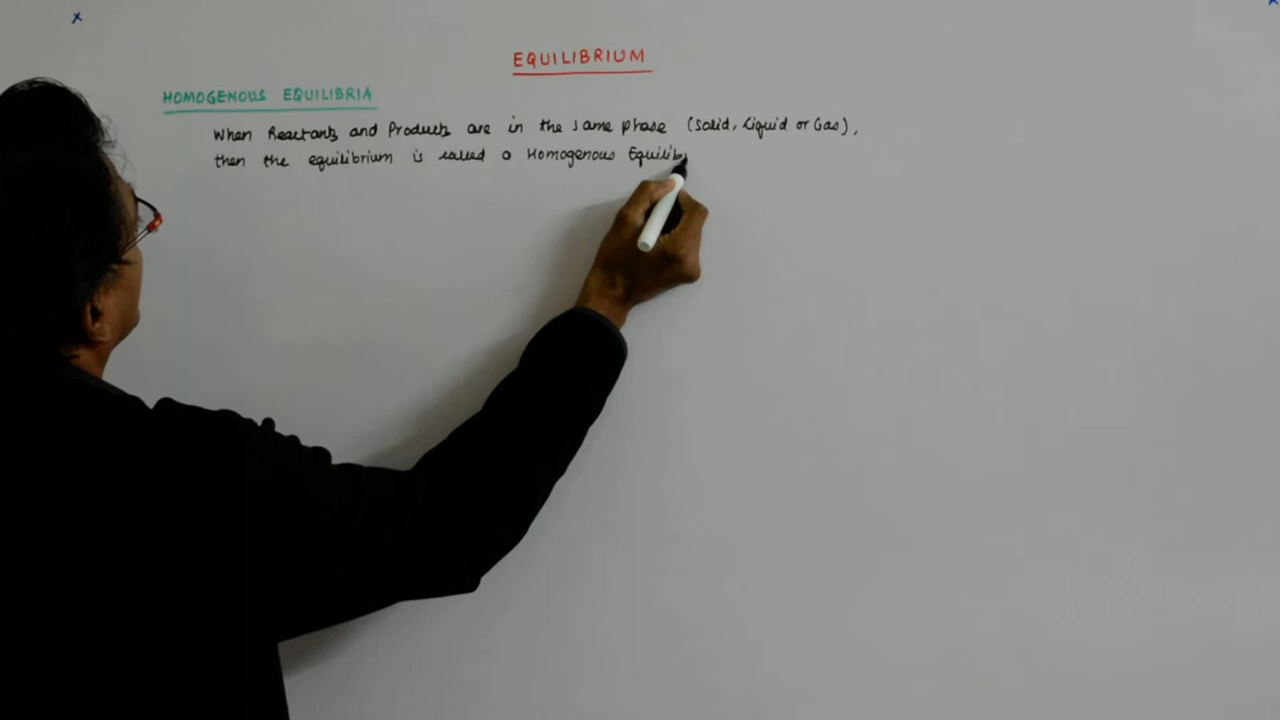 EQUILIBRIUM
HOMOGENOUS EQUILIBRIA
When Reactants and Products are in the same phase (Solid, Liquid or Gas),
then the equilibrium is called a Homogenous Equilib